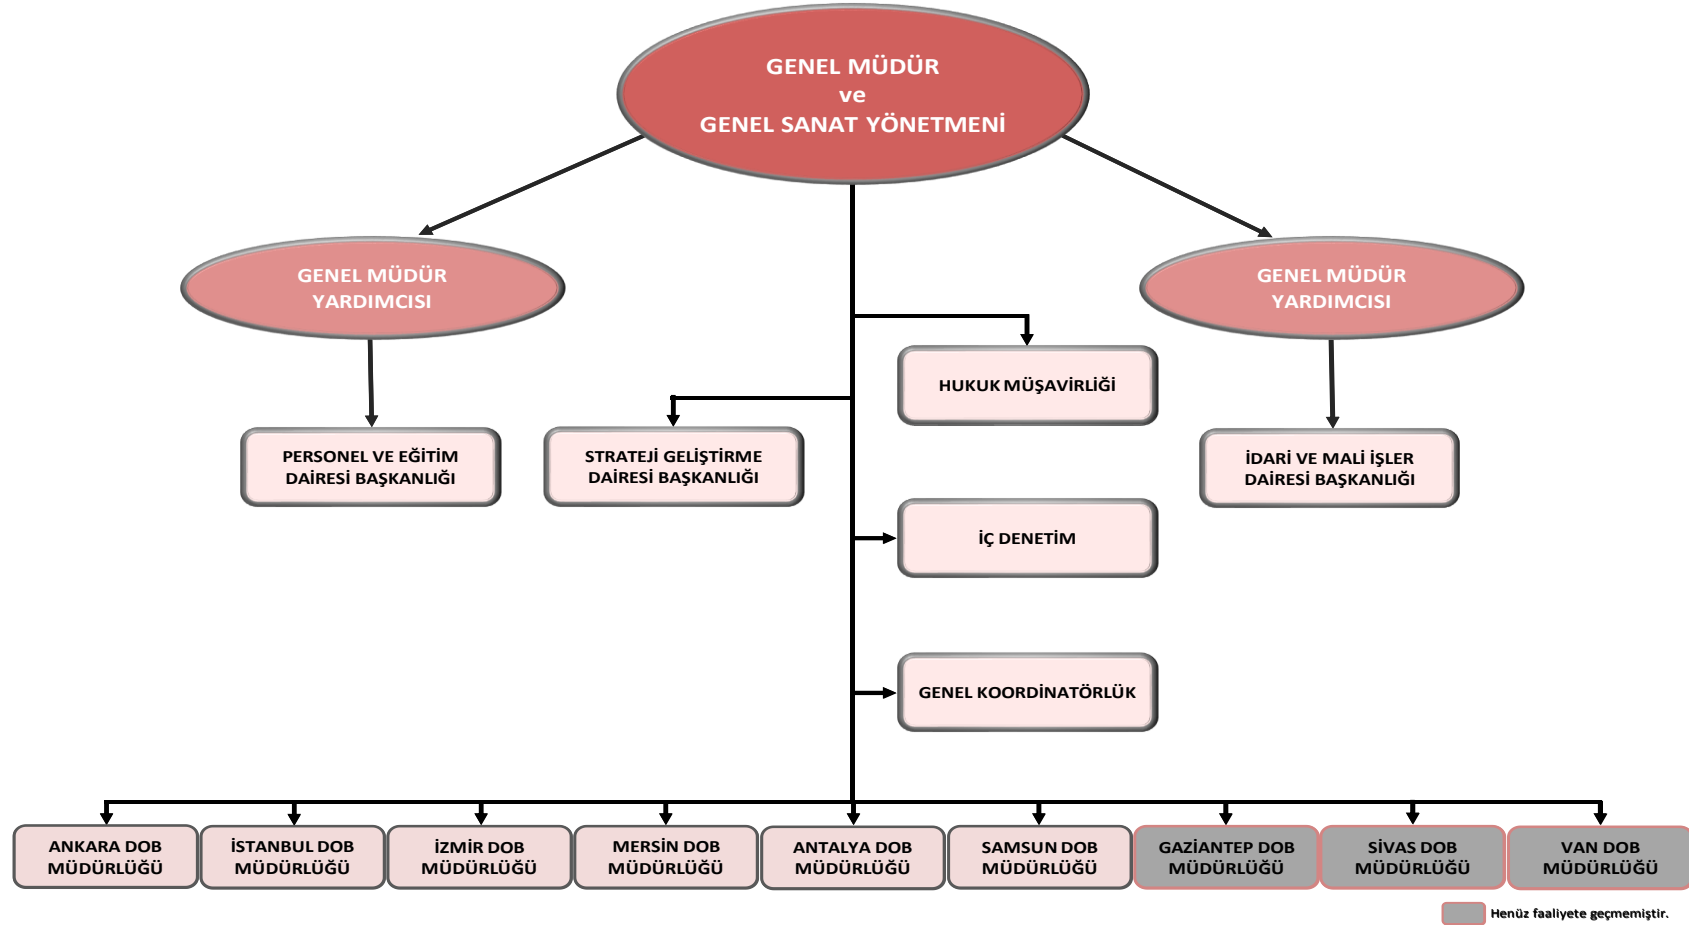 GENEL MÜDÜR
ve
GENEL SANAT YÖNETMENİ
GENEL MÜDÜR
YARDIMCISI
GENEL MÜDÜR
YARDIMCISI
HUKUK MÜŞAVİRLİĞİ
PERSONEL VE EĞİTİM
DAİRESİ BAŞKANLIĞI
STRATEJİ GELİŞTİRME
DAİRESİ BAŞKANLIĞI
İDARİ VE MALİ İŞLER
DAİRESİ BAŞKANLIĞI
İÇ DENETİM
GENEL KOORDİNATÖRLÜK
ANKARA DOB
MÜDÜRLÜĞÜ
İSTANBUL DOB
MÜDÜRLÜĞÜ
İZMİR DOB
MÜDÜRLÜĞÜ
MERSİN DOB
MÜDÜRLÜĞÜ
ANTALYA DOB
MÜDÜRLÜĞÜ
SAMSUN DOB
MÜDÜRLÜĞÜ
GAZİANTEP DOB
MÜDÜRLÜĞÜ
SİVAS DOB
MÜDÜRLÜĞÜ
VAN DOB
MÜDÜRLÜĞÜ
Henüz faaliyete geçmemiştir.